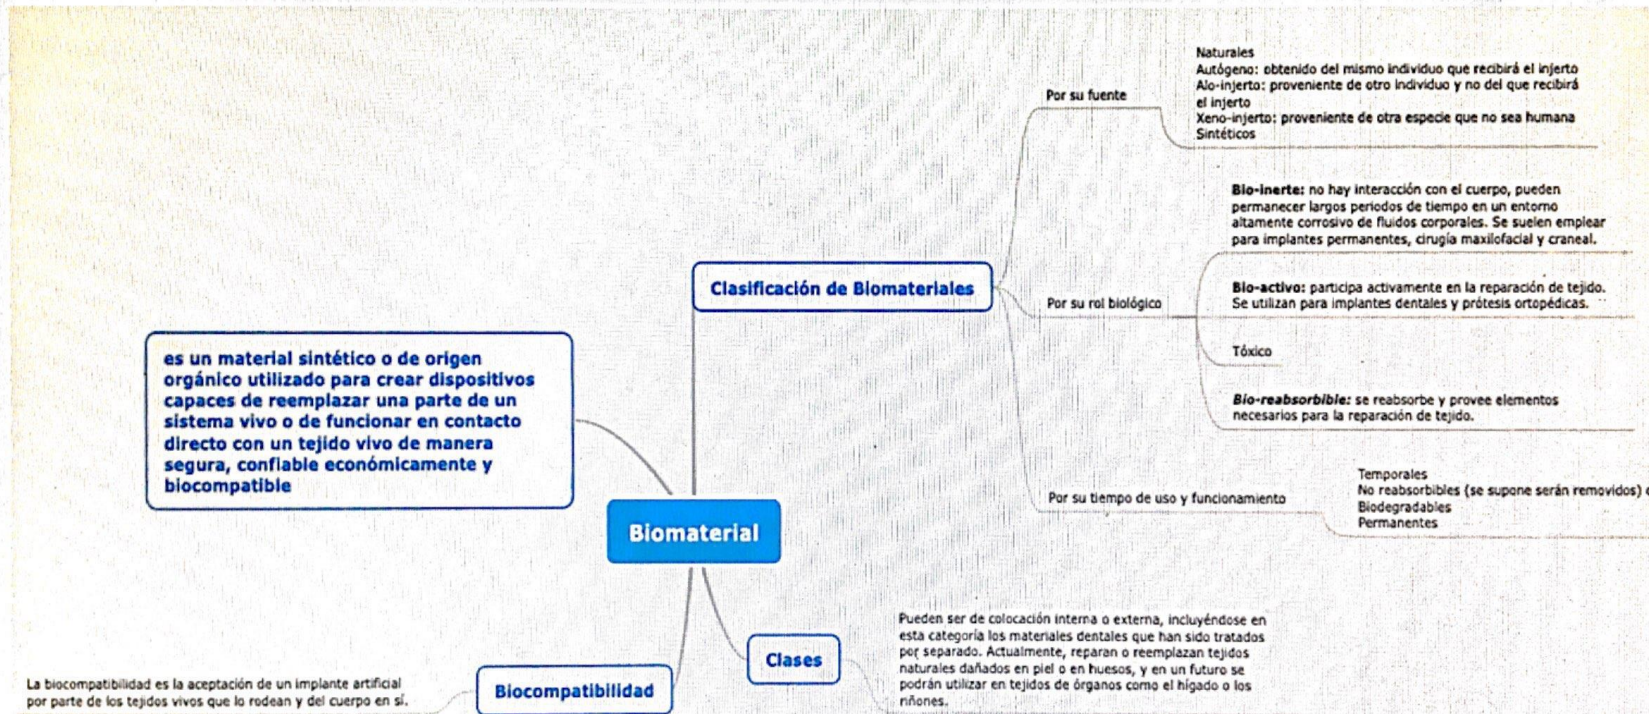 Naturales
Autógeno: obtenido del mismo individuo que recibirá el injerto
Alo-injerto: proveniente de otro individuo y no del que recibirá
el injerto
Xeno-injerto: proveniente de otra especie que no sea humana
Sintéticos
Por su fuente
Bio-inerte: no hay interacción con el cuerpo, pueden
permanecer largos periodos de tiempo en un entorno
altamente corrosivo de fluidos corporales. Se suelen emplear
para implantes permanentes, cirugía maxilofacial y craneal.
Clasificación de Biomateriales
Por su rol biológico
Bio-activo: participa activamente en la reparación de tejido.
Se utilizan para implantes dentales y prótesis ortopédicas.
Tóxico
Bio-reabsorbible: se reabsorbe y provee elementos
necesarios para la reparación de tejido.
Por su tiempo de uso y funcionamiento
Temporales
No reabsorbibles (se supone serán removidos)
Biodegradables
Permanentes
es un material sintético o de origen
orgánico utilizado para crear dispositivos
capaces de reemplazar una parte de un
sistema vivo o de funcionar en contacto
directo con un tejido vivo de manera
segura, confiable económicamente y
biocompatible
Biomaterial
Clases
Pueden ser de colocación interna o externa, incluyéndose en
esta categoría los materiales dentales que han sido tratados
por separado. Actualmente, reparan o reemplazan tejidos
naturales dañados en piel o en huesos, y en un futuro se
podrán utilizar en tejidos de órganos como el hígado o los
riñones.
Biocompatibilidad
La biocompatibilidad es la aceptación de un implante artificial
por parte de los tejidos vivos que lo rodean y del cuerpo en sí.